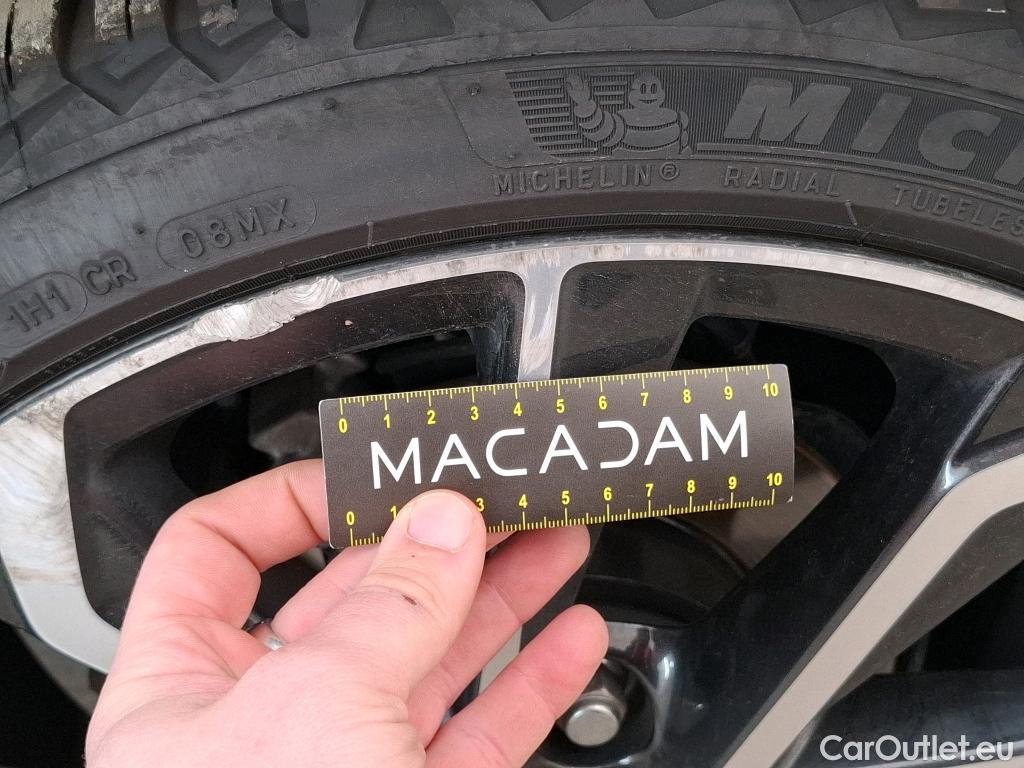 MICHELIN® RADIAL TUBELES
08MX
1H1 CR
0 1 2 3 4 5 6 7 8 9 10
MACADAM
0 1 3 4 5 6 7 8 9 10
CarOutlet.eu